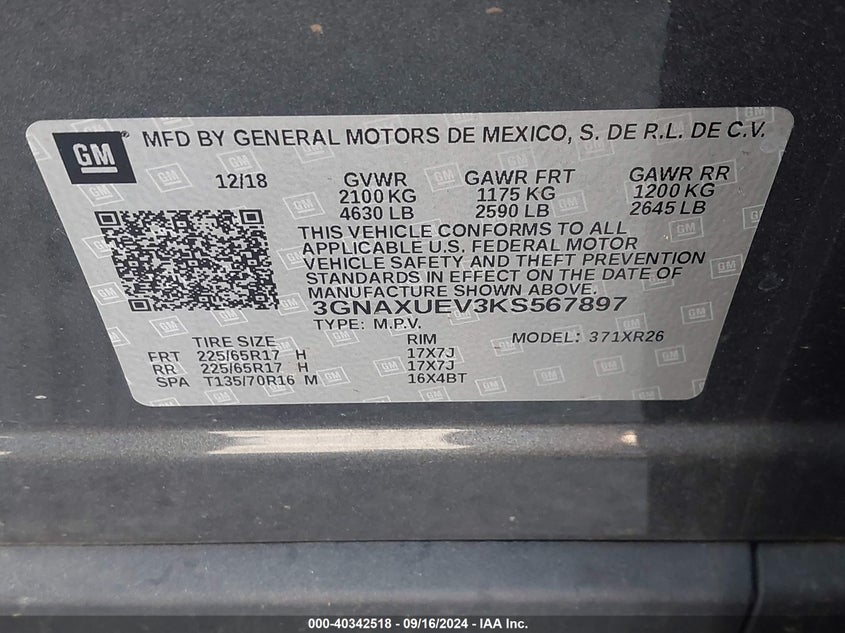 GM® MFD BY GENERAL MOTORS DE MEXICO, S. DE R.L. DE C.V.
12/18 GVWR GAWR FRT GAWR RR
2100 KG 1175 KG 1200 KG
4630 LB 2590 LB 2645 LB
THIS VEHICLE CONFORMS TO ALL
APPLICABLE U.S. FEDERAL MOTOR
VEHICLE SAFETY AND THEFT PREVENTION
STANDARDS IN EFFECT ON THE DATE OF
MANUFACTURE SHOWN ABOVE.
3GNAXUEV3KS567897
TYPE: M.P.V. MODEL: 371XR26
TIRE SIZE RIM
FRT 225/65R17 H 17X7J
RR 225/65R17 H 17X7J
SPA T135/70R16 M 16X4BT
000-40342518 - 09/16/2024 - IAA Inc.